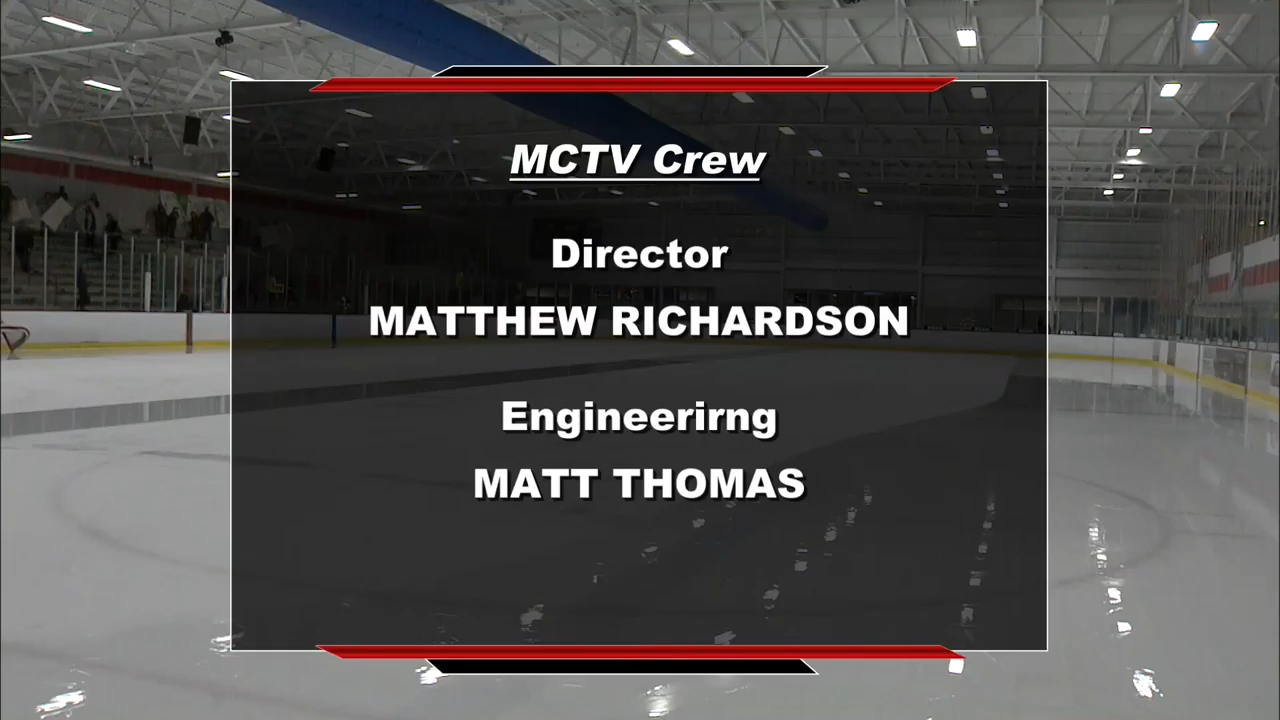 MCTV Crew
Director
MATTHEW RICHARDSON
Engineerirng
MATT THOMAS